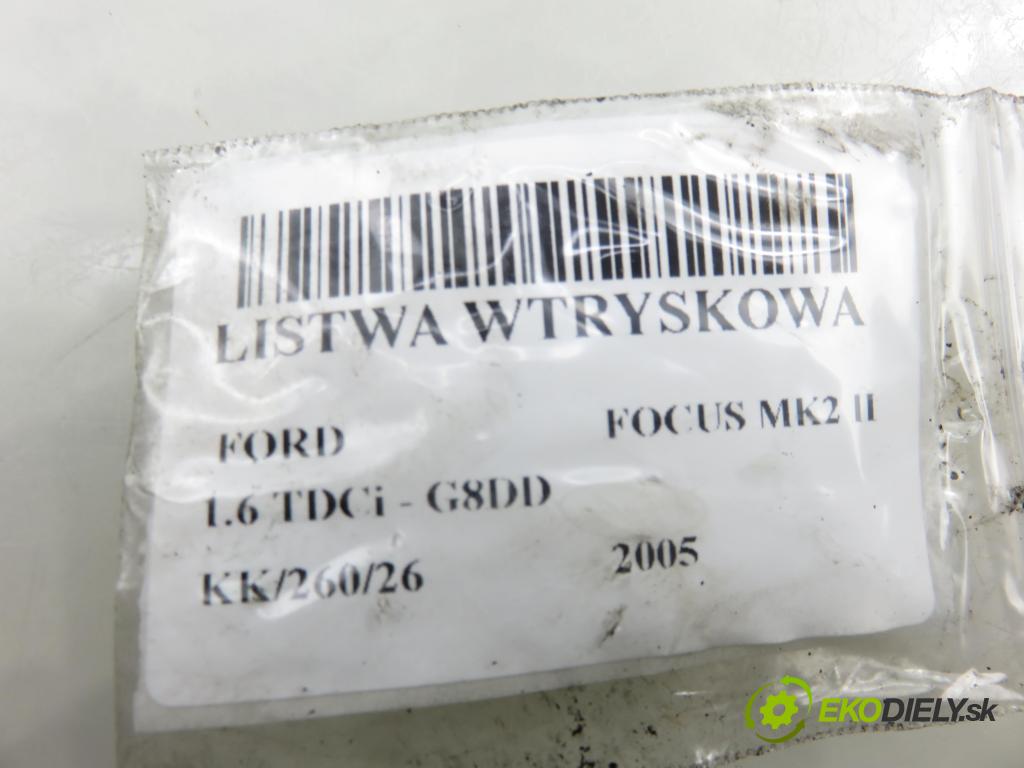 LISTWA WTRYSKOWA
FORD FOCUS MK2 II
1.6 TDCi - G8DD
KK/260/26 2005
EKODIELY.sk